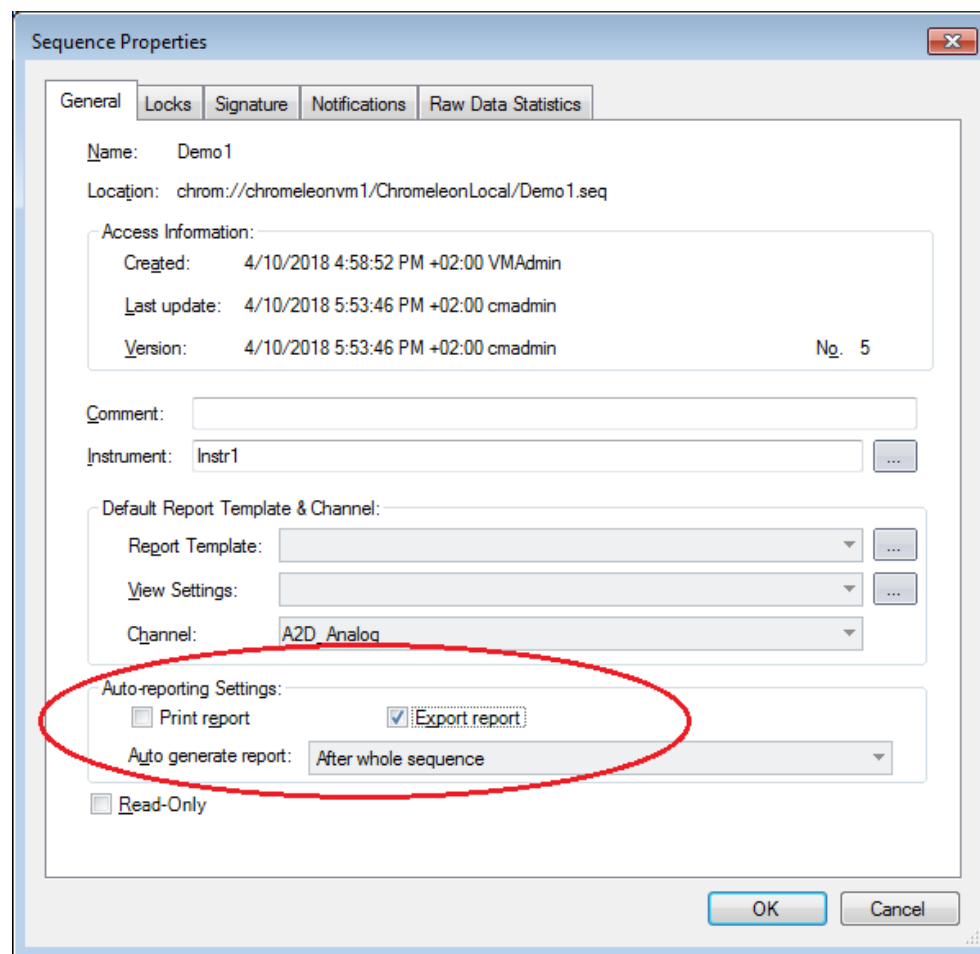 Sequence Properties
General Locks Signature Notifications Raw Data Statistics
Name: Demo1
Location: chrom://chromeleonvm1/ChromeleonLocal/Demo1.seq
Access Information:
Created: 4/10/2018 4:58:52 PM +02:00 VMAdmin
Last update: 4/10/2018 5:53:46 PM +02:00 cmadmin
Version: 4/10/2018 5:53:46 PM +02:00 cmadmin No. 5
Comment:
Instrument: Instr1 ...
Default Report Template & Channel:
Report Template: ...
View Settings: ...
Channel: A2D_Analog
Auto-reporting Settings:
Print report Export report
Auto generate report: After whole sequence
Read-Only
OK Cancel